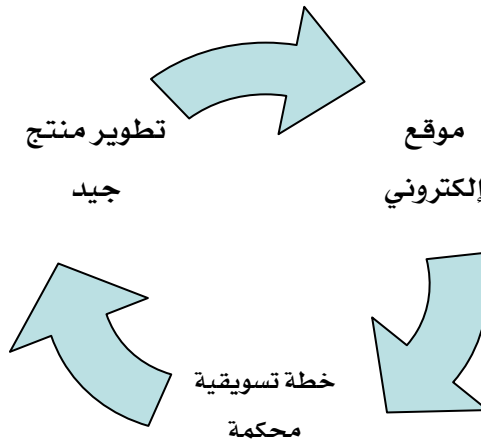 تطوير منتج
جيد
موقع
إلكتروني
خطة تسويقية
محكمة